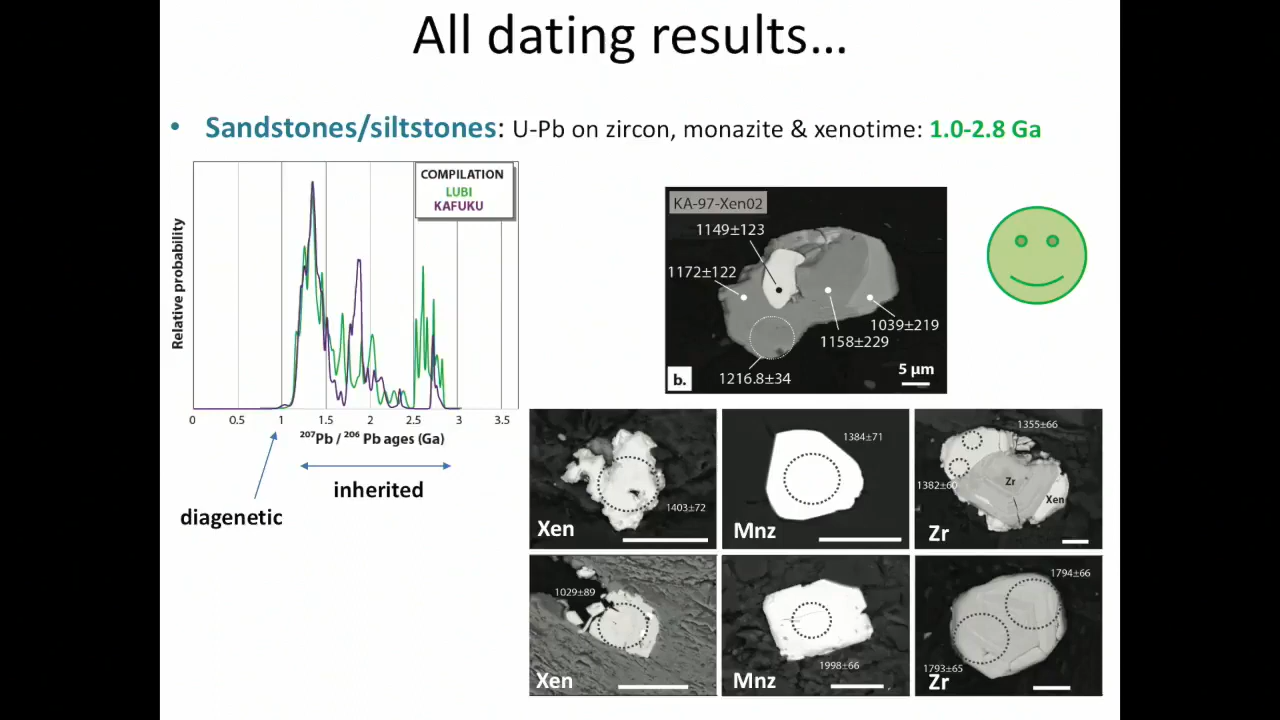 All dating results…
• Sandstones/siltstones: U-Pb on zircon, monazite & xenotime: 1.0-2.8 Ga
COMPILATION
LUBI
KAFUKU
Relative probability
0 0.5 1 1.5 2 2.5 3 3.5
207Pb / 206 Pb ages (Ga)
inherited
diagenetic
KA-97-Xen02
1149±123
1172±122
1039±219
1158±229
1216.8±34
5 µm
b.
1403±72
Xen
1384±71
Mnz
1355±66
1382±60
Zr
Xen
Zr
1029±89
Xen
1998±66
Mnz
1794±66
1793±65
Zr